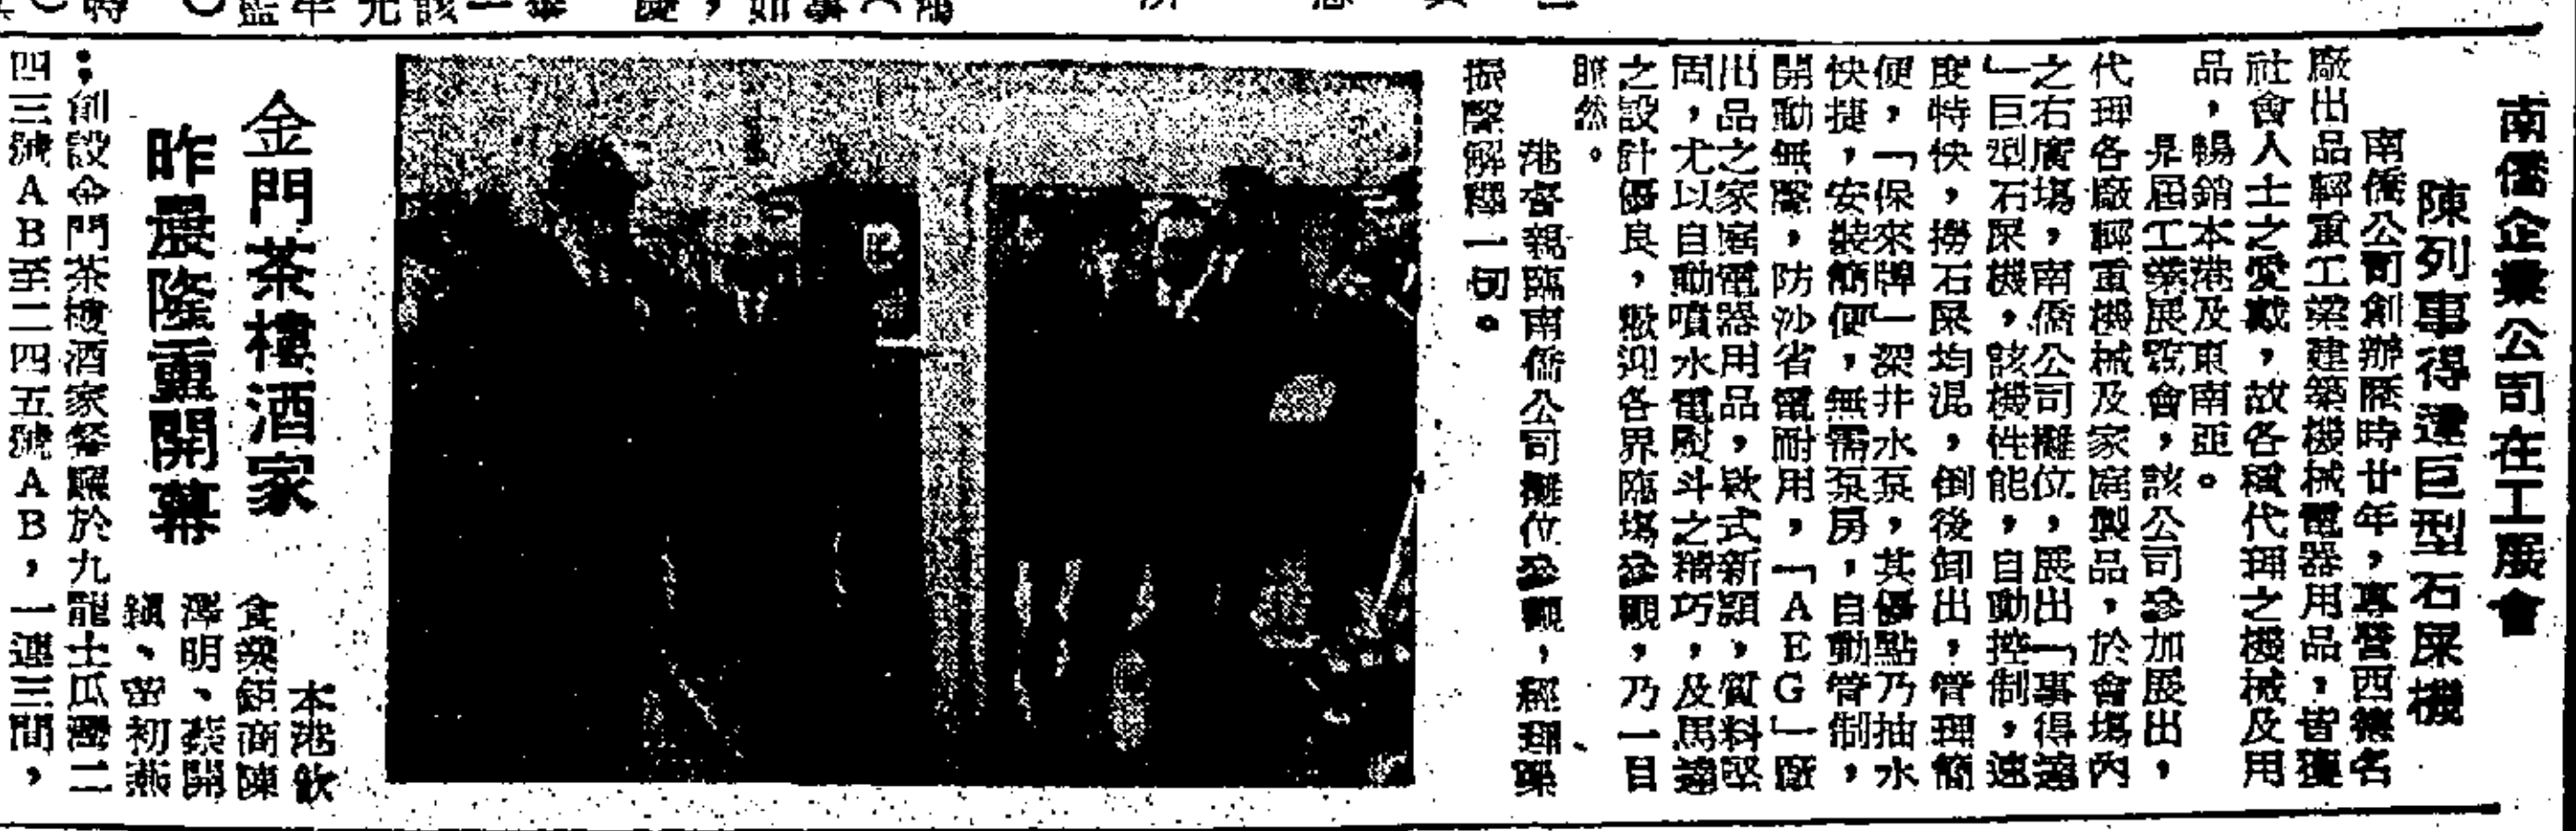 南僑企業公司在工展會
陳列事得達巨型石屎機
南僑公司創辦歷時廿年，專營西德名
廠出品輕重工業建築機械電器用品，皆獲
社會人士之愛戴，故各種代理之機械及用
品，暢銷本港及東南亞。
是屆工業展覽會，該公司參加展出，
代理各廠輕重機械及家庭製品，於會塲內
之右廣塲，南僑公司攤位，展出「事得達
」巨型石屎機，該機性能，自動控制，速
度特快，撈石屎均混，倒後卸出，管理簡
便，「保來牌」深井水泵，其優點乃抽水
快捷，安裝簡便，無需泵房，自動管制，
開動無聲，防沙省電耐用，「AEG」廠
出品之家庭電器用品，欵式新頴，質料堅
固，尤以自動噴水電熨斗之精巧，及馬達
之設計優良，歡迎各界臨塲參觀，乃一目
瞭然。
港督親臨南僑公司攤位參觀，經理
振聲解釋一切。
金門茶樓酒家
昨晨隆重開幕
本港飲
食業鉅商陳
澤明、蔡開
、曾初燕
；創設金門茶樓酒家餐廳於九龍土瓜灣二
四三號AB至二四五號AB，一連三間，